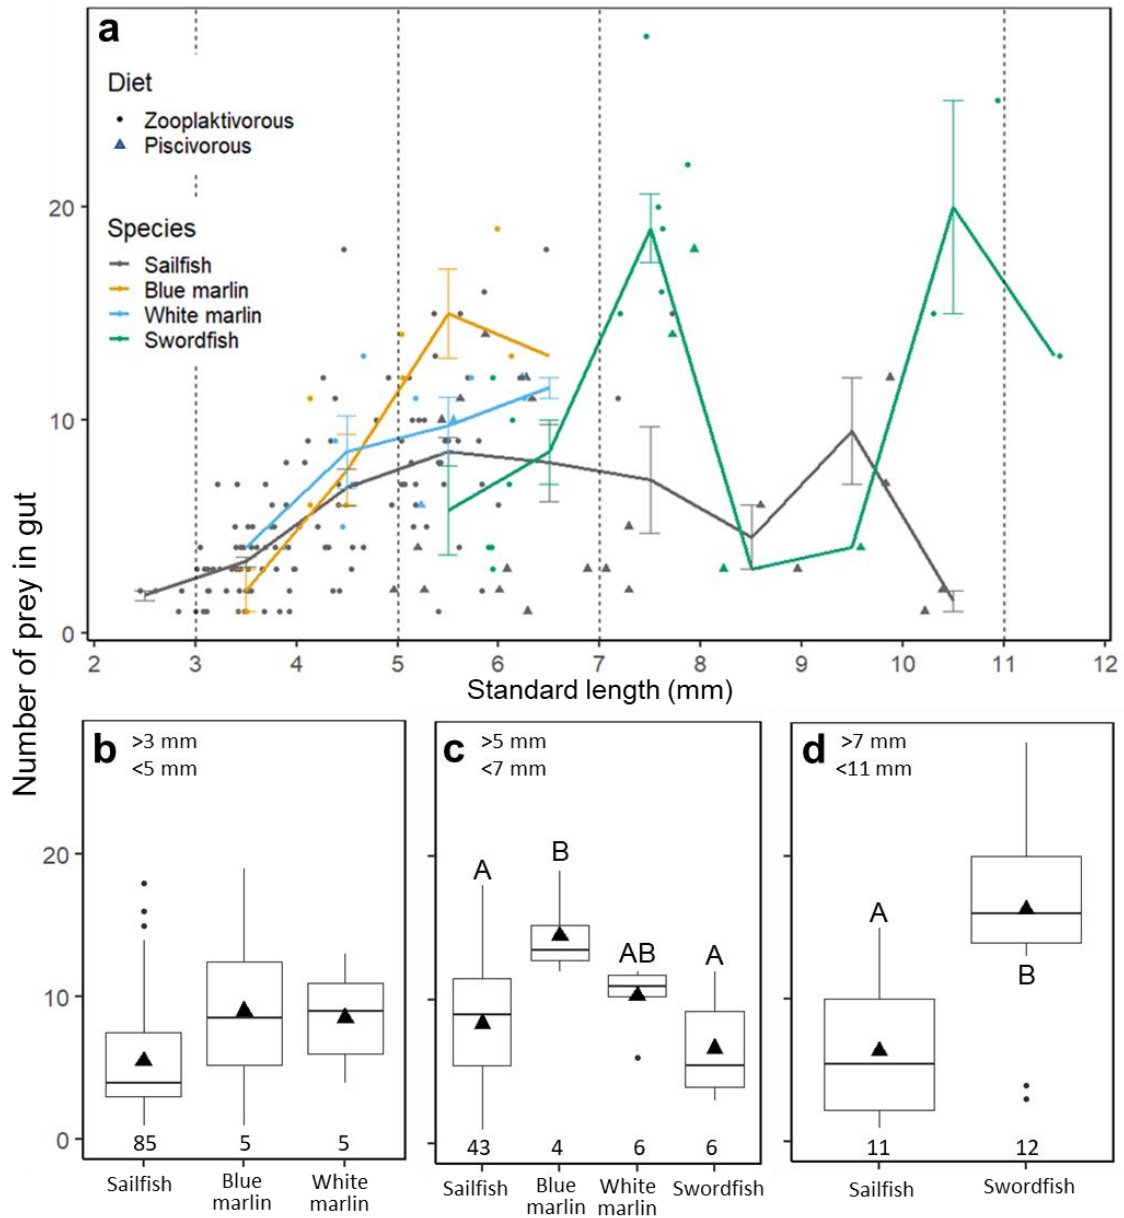 a
Diet
Zooplaktivorous
Piscivorous
Species
Sailfish
Blue marlin
White marlin
Swordfish
20
10
0
2 3 4 5 6 7 8 9 10 11 12
Standard length (mm)
Number of prey in gut
b >3 mm
<5 mm
20
10
0
85 5 5
Sailfish Blue marlin White marlin
c >5 mm
<7 mm
A B AB A
43 4 6 6
Sailfish Blue marlin White marlin Swordfish
d >7 mm
<11 mm
A
B
11 12
Sailfish Swordfish